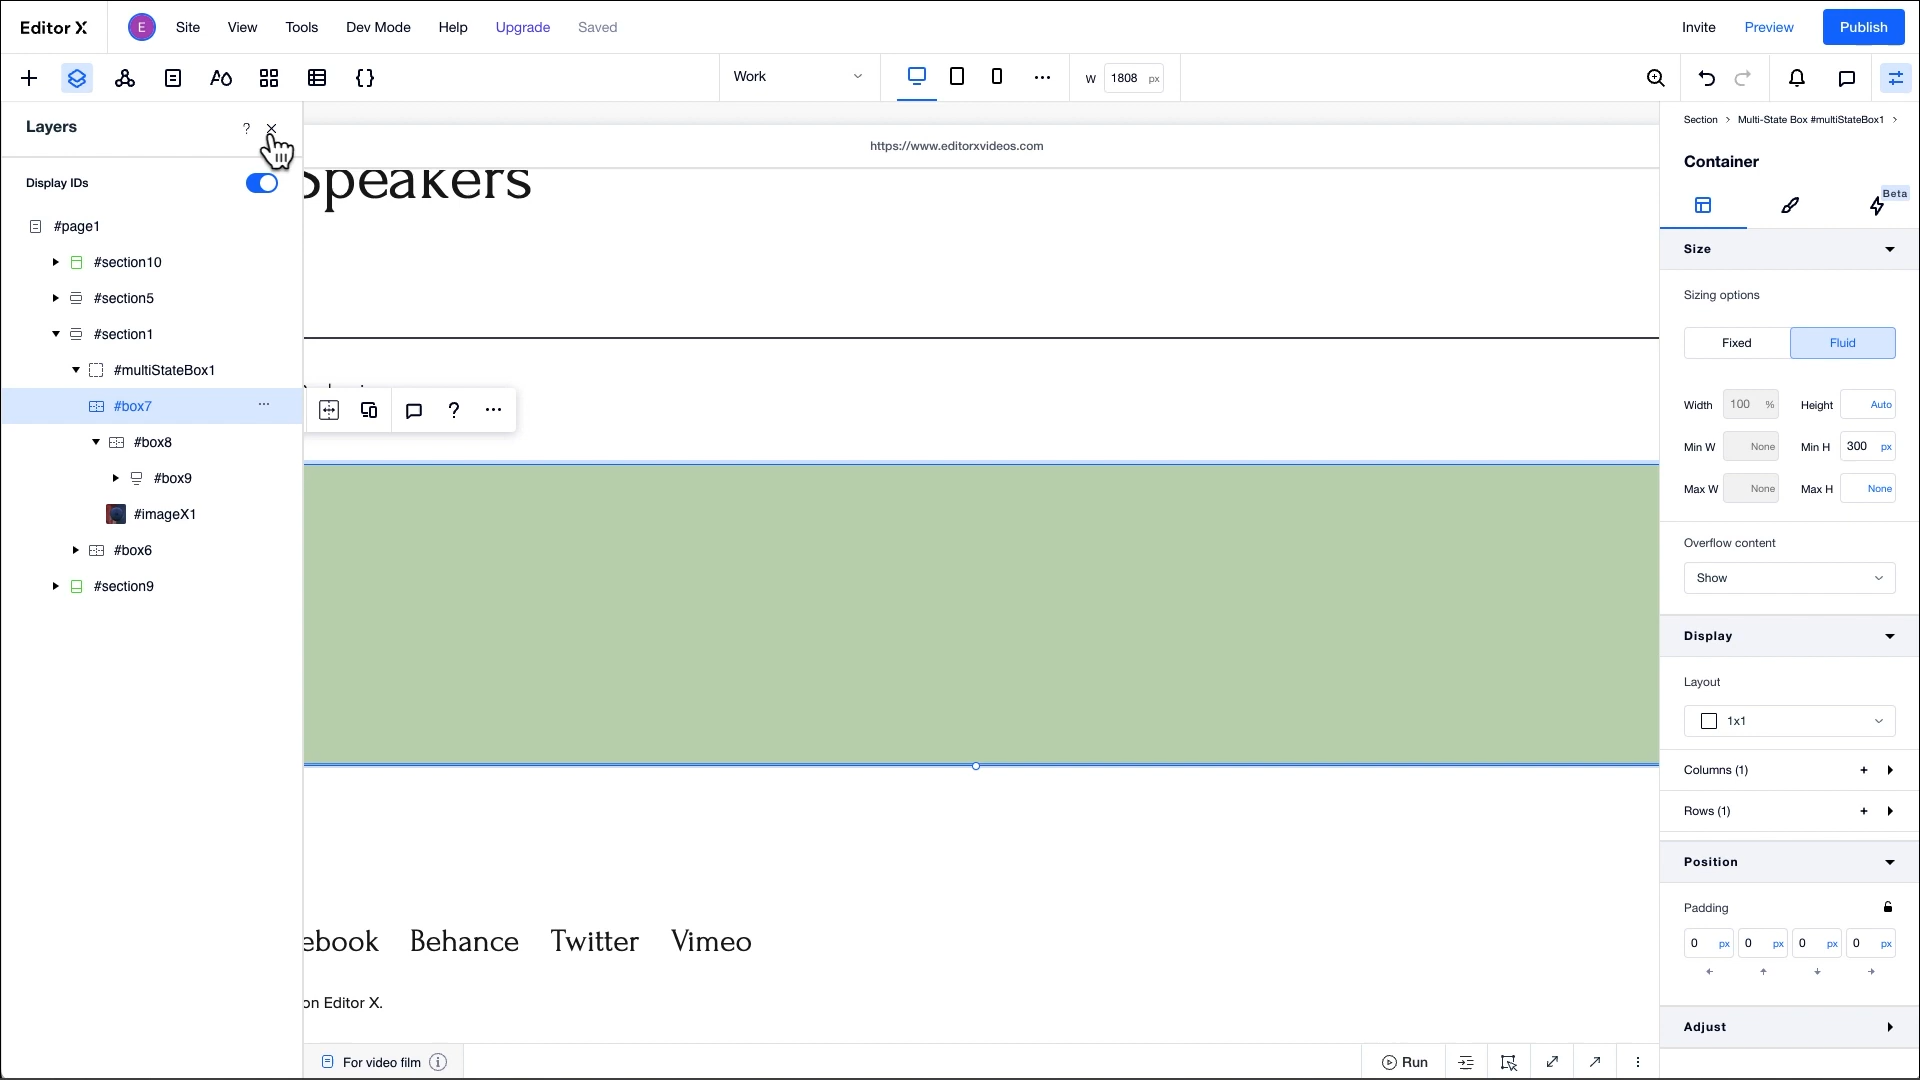 Editor X
E
Site
View
Tools
Dev Mode
Help
Upgrade
Saved
Invite
Preview
Publish
Work
W 1808 px
Layers
?
Display IDs
#page1
#section10
#section5
#section1
#multiStateBox1
#box7
#box8
#box9
#imageX1
#box6
#section9
https://www.editorxvideos.com
Speakers
?
ebook Behance Twitter Vimeo
on Editor X.
For video film
Run
Section > Multi-State Box #multiStateBox1 >
Container
Beta
Size
Sizing options
Fixed Fluid
Width 100 % Height Auto
Min W None Min H 300 px
Max W None Max H None
Overflow content
Show
Display
Layout
1x1
Columns (1) +
Rows (1) +
Position
Padding
0 px 0 px 0 px 0 px
Adjust